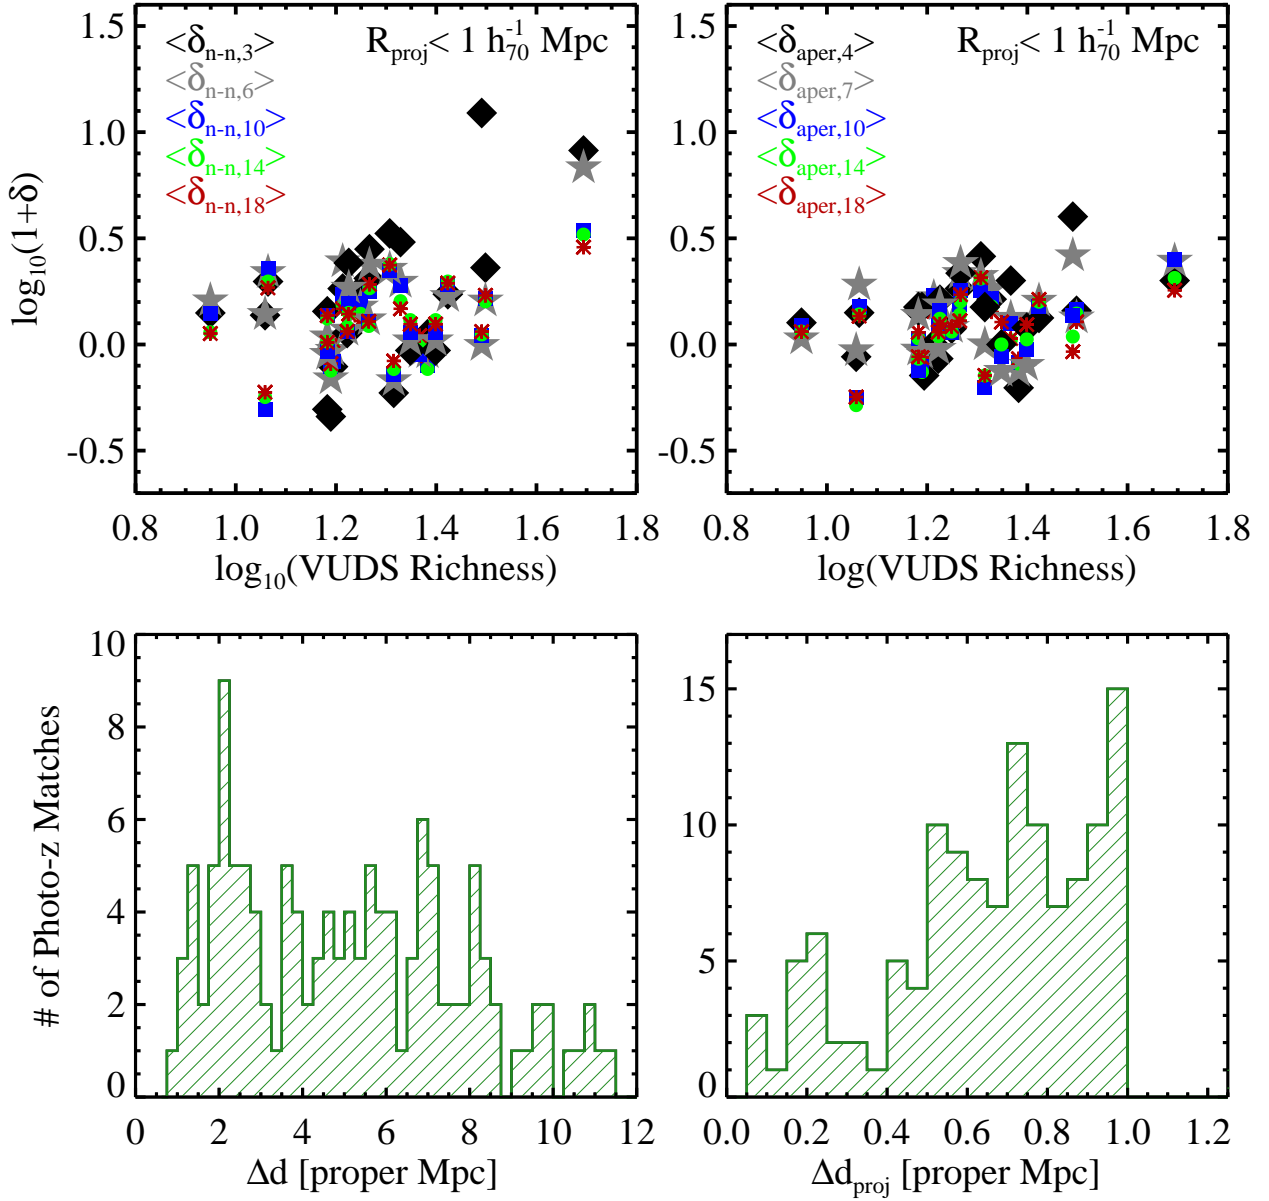 <δn-n,3> Rproj< 1 h70^-1 Mpc
<δn-n,6>
<δn-n,10>
<δn-n,14>
<δn-n,18>
1.5
1.0
0.5
0.0
-0.5
log10(1+δ)
0.8 1.0 1.2 1.4 1.6 1.8
log10(VUDS Richness)
<δaper,4> Rproj< 1 h70^-1 Mpc
<δaper,7>
<δaper,10>
<δaper,14>
<δaper,18>
1.5
1.0
0.5
0.0
-0.5
0.8 1.0 1.2 1.4 1.6 1.8
log(VUDS Richness)
10
8
6
4
2
0
# of Photo-z Matches
0 2 4 6 8 10 12
Δd [proper Mpc]
15
10
5
0
0.0 0.2 0.4 0.6 0.8 1.0 1.2
Δdproj [proper Mpc]